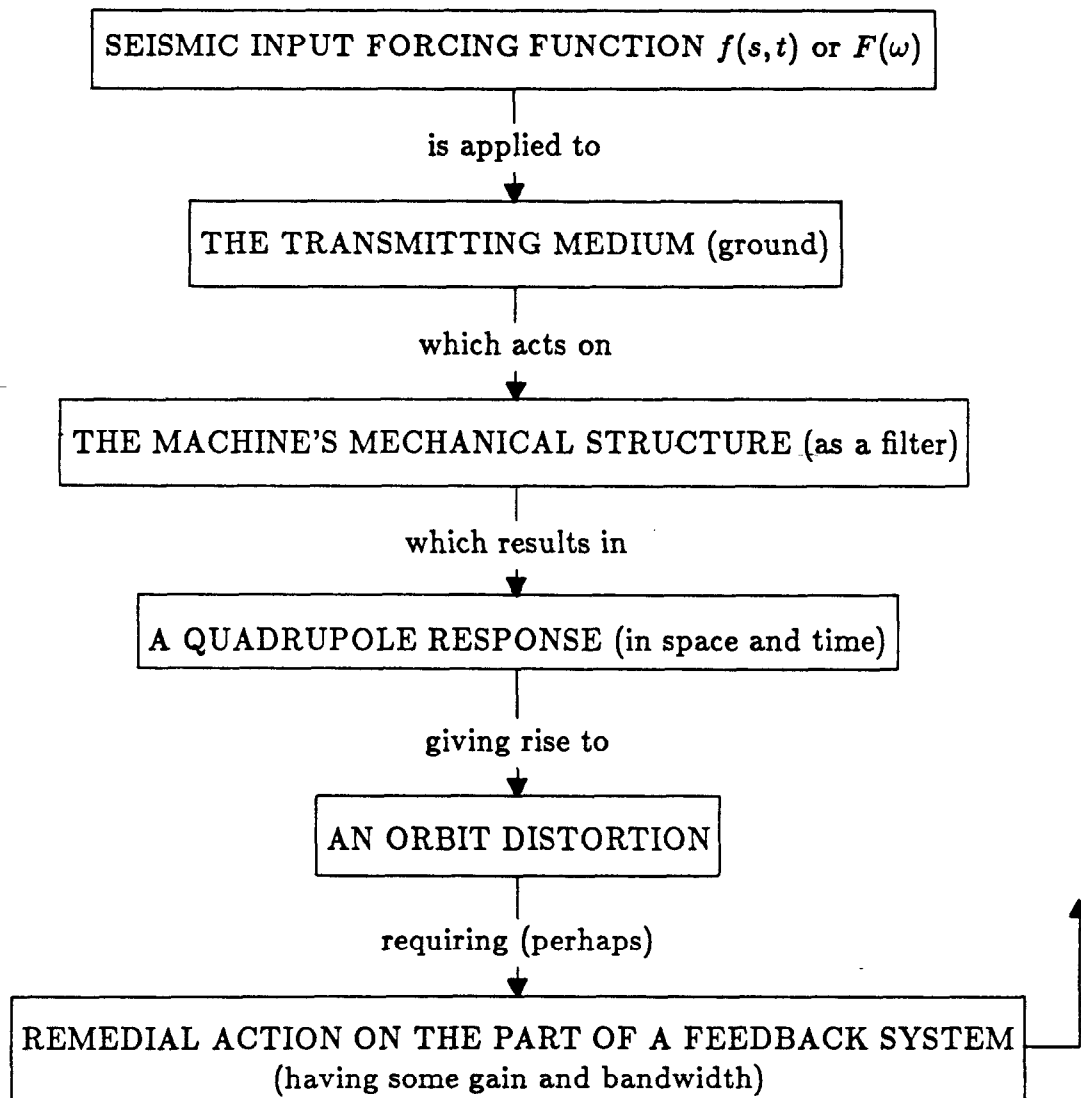 SEISMIC INPUT FORCING FUNCTION f(s,t) or F(ω)
is applied to
THE TRANSMITTING MEDIUM (ground)
which acts on
THE MACHINE'S MECHANICAL STRUCTURE (as a filter)
which results in
A QUADRUPOLE RESPONSE (in space and time)
giving rise to
AN ORBIT DISTORTION
requiring (perhaps)
REMEDIAL ACTION ON THE PART OF A FEEDBACK SYSTEM
(having some gain and bandwidth)